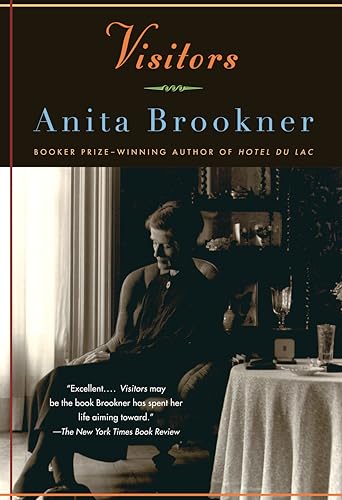 Visitors
Anita Brookner
BOOKER PRIZE–WINNING AUTHOR OF HOTEL DU LAC
“Excellent.... Visitors may
be the book Brookner has spent her
life aiming toward.”
—The New York Times Book Review